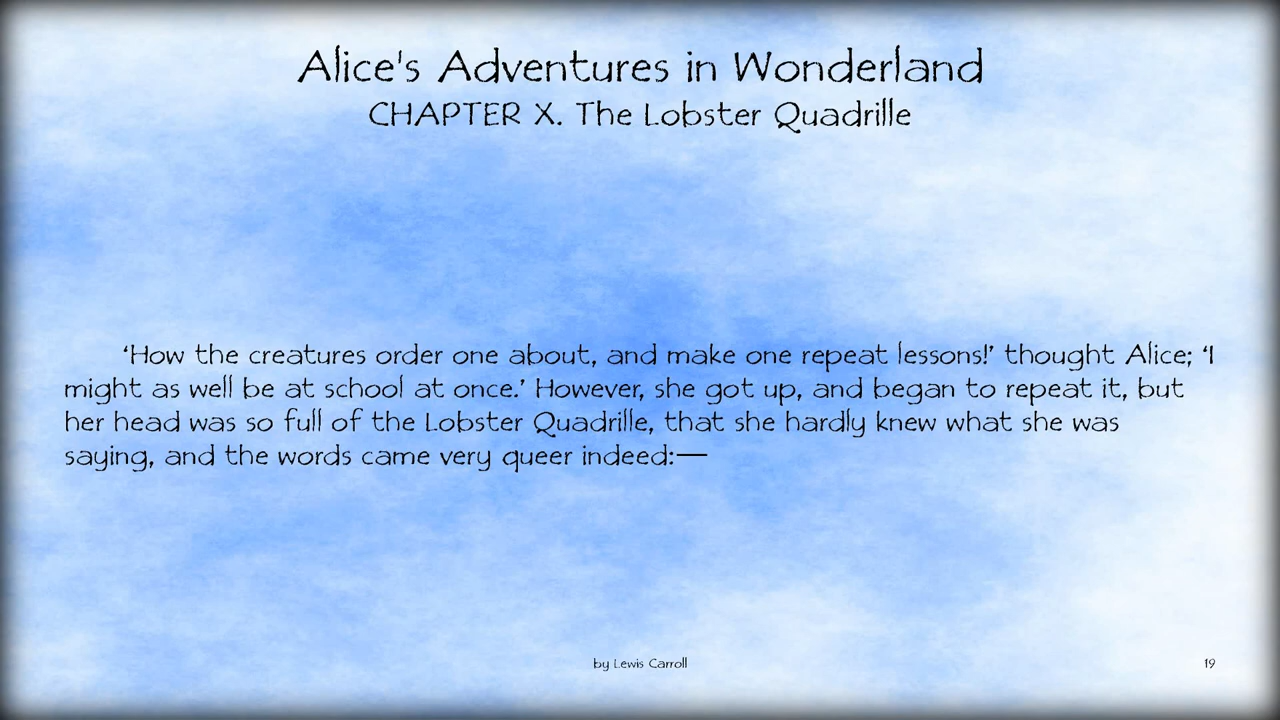 Alice's Adventures in Wonderland
CHAPTER X. The Lobster Quadrille
‘How the creatures order one about, and make one repeat lessons!’ thought Alice; ‘I
might as well be at school at once.’ However, she got up, and began to repeat it, but
her head was so full of the Lobster Quadrille, that she hardly knew what she was
saying, and the words came very queer indeed:—
by Lewis Carroll
19